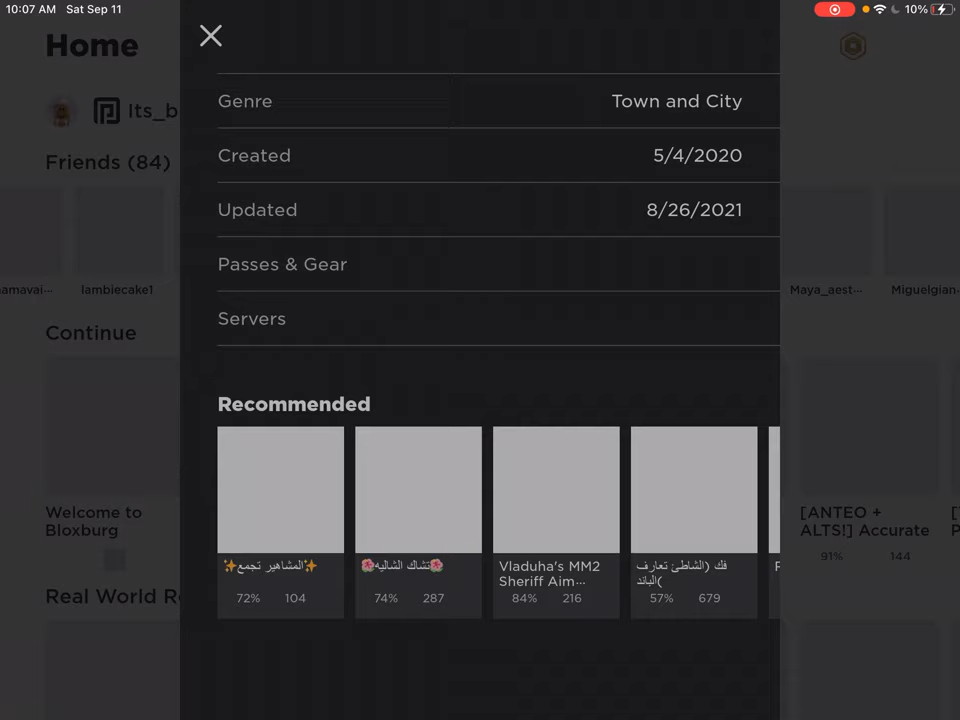 10:07 AM Sat Sep 11
10%
Home
Its_b
Friends (84)
amavai...
lambiecake1
Maya_aest...
Miguelgian
Continue
Welcome to
Bloxburg
[ANTEO +
ALTS!] Accurate
91% 144
Real World R
Genre Town and City
Created 5/4/2020
Updated 8/26/2021
Passes & Gear
Servers
Recommended
✨المشاهير تجمع✨
72% 104
🌺تشاك الشاليه🌺
74% 287
Vladuha's MM2
Sheriff Aim...
84% 216
فك (الشاطئ تعارف
الباند(
57% 679